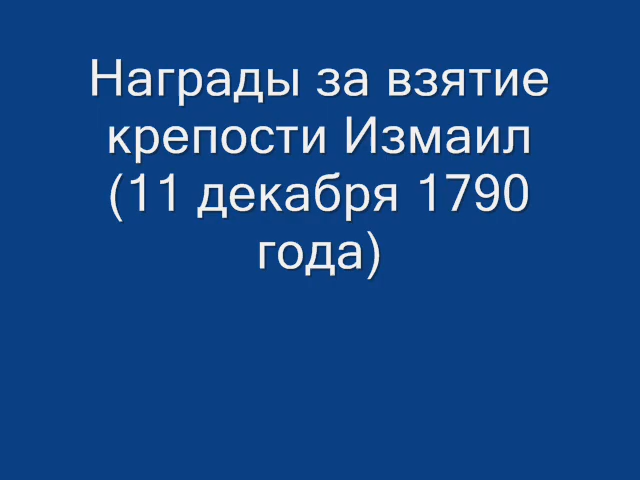 Награды за взятие
крепости Измаил
(11 декабря 1790
года)